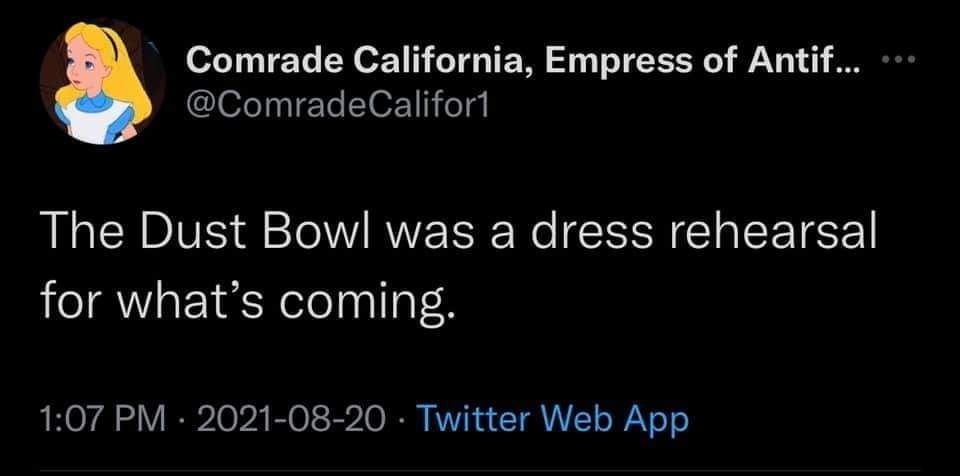 Comrade California, Empress of Antif... ...
@ComradeCalifor1
The Dust Bowl was a dress rehearsal
for what’s coming.
1:07 PM · 2021-08-20 · Twitter Web App